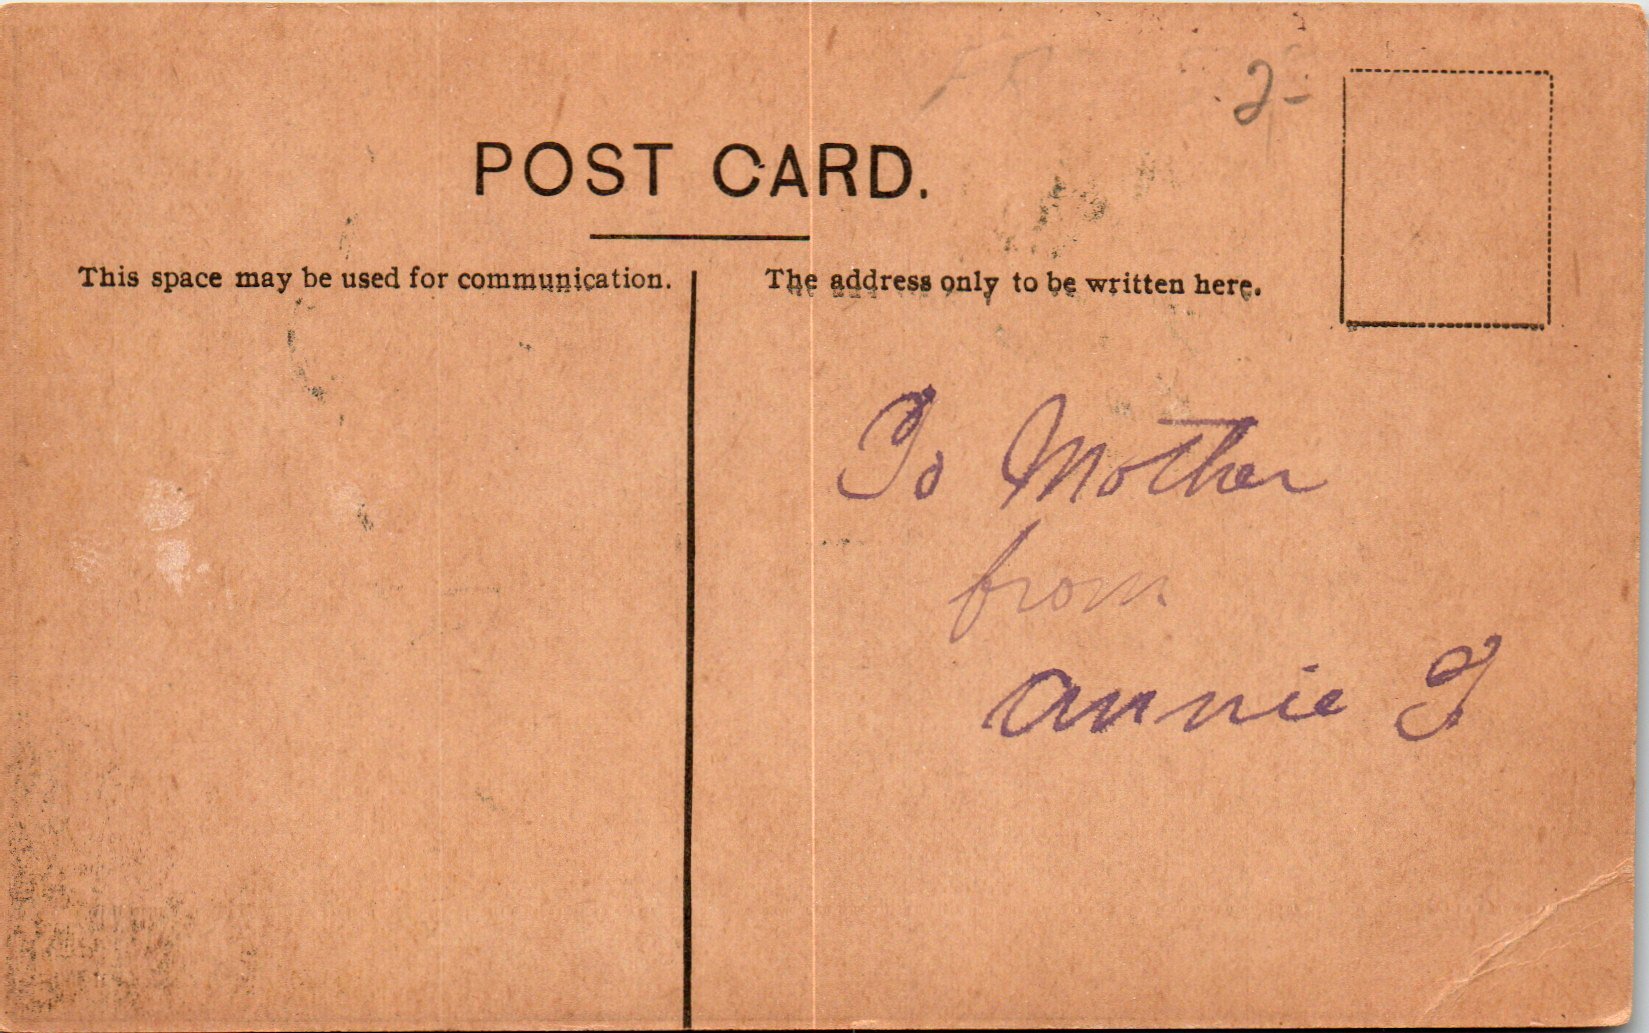 2-
POST CARD.
This space may be used for communication.
The address only to be written here.
To Mother
from
Annie T